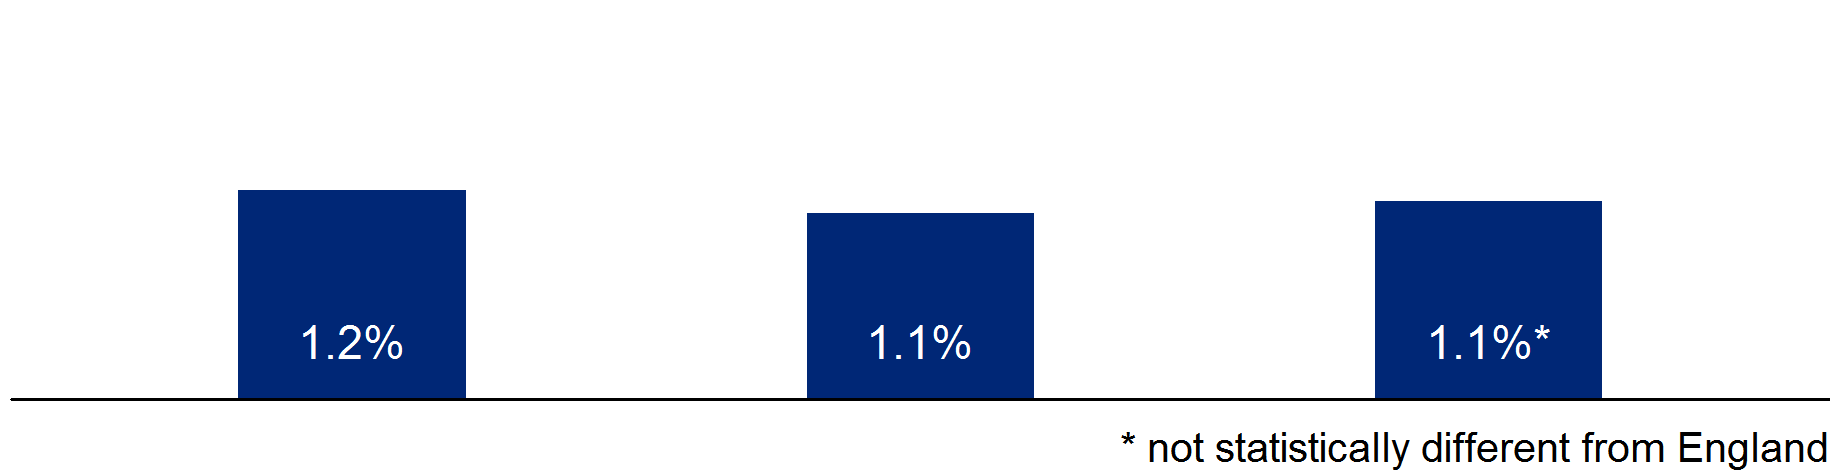 1.2%
1.1%
1.1%*
* not statistically different from England